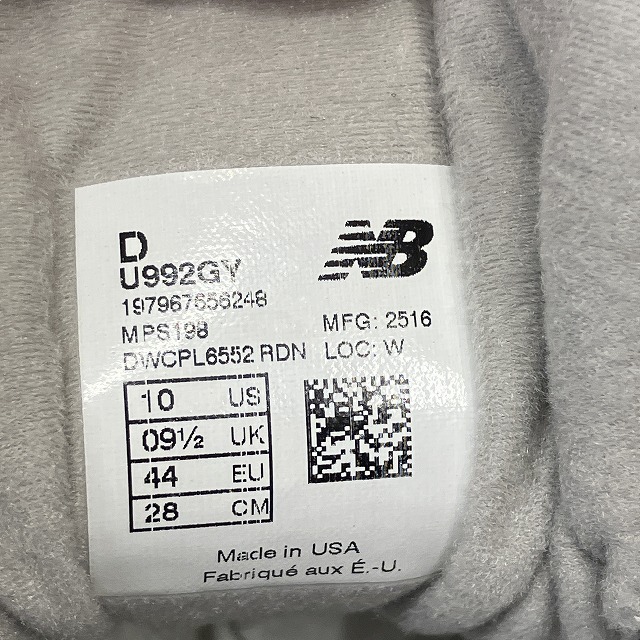 D
U992GY
197967656248
MPS198
DWCPL6552 RDN
NB
MFG: 2516
LOC: W
10 US
09½ UK
44 EU
28 CM
Made in USA
Fabriqué aux É.-U.